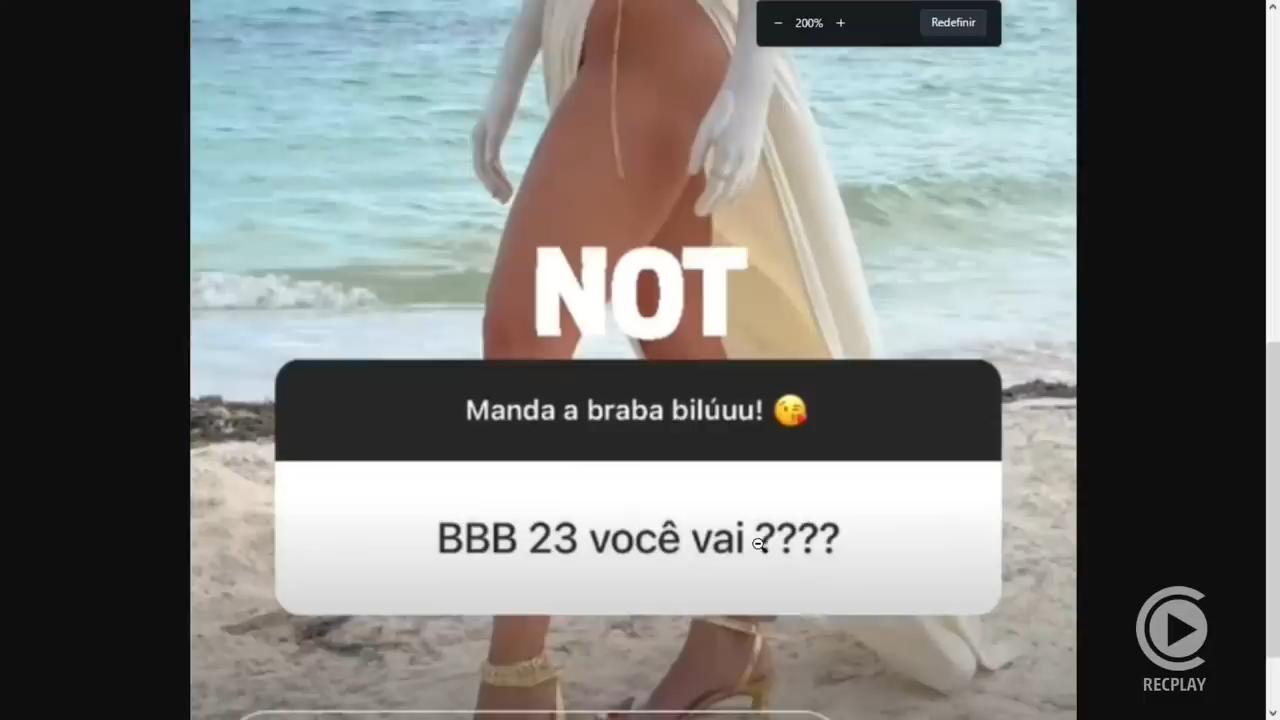 200%
Redefinir
NOT
Manda a braba bilúuu! 😘
BBB 23 você vai ????
RECPLAY